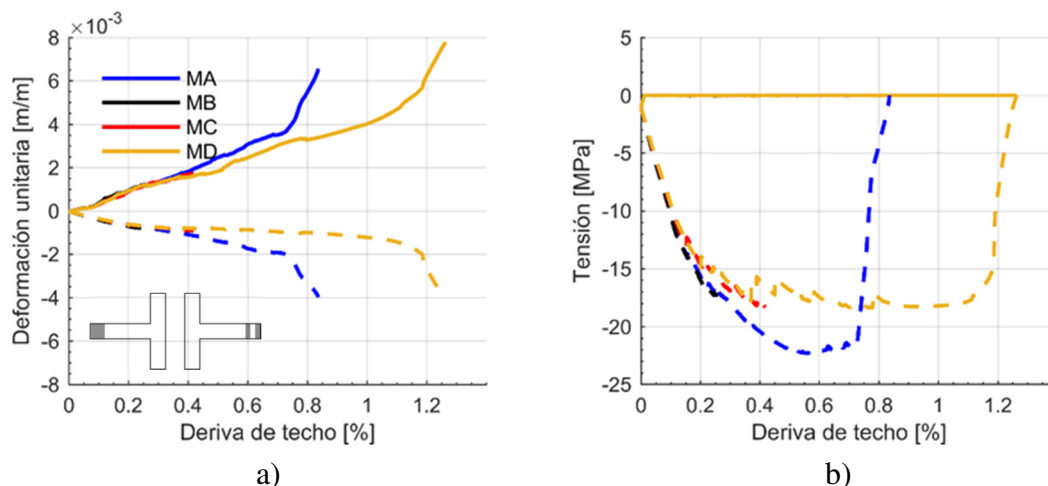 ×10⁻³
8
6
4
2
0
-2
-4
-6
-8
Deformación unitaria [m/m]
MA
MB
MC
MD
0 0.2 0.4 0.6 0.8 1 1.2
Deriva de techo [%]
a)
5
0
-5
-10
-15
-20
-25
Tensión [MPa]
0 0.2 0.4 0.6 0.8 1 1.2
Deriva de techo [%]
b)